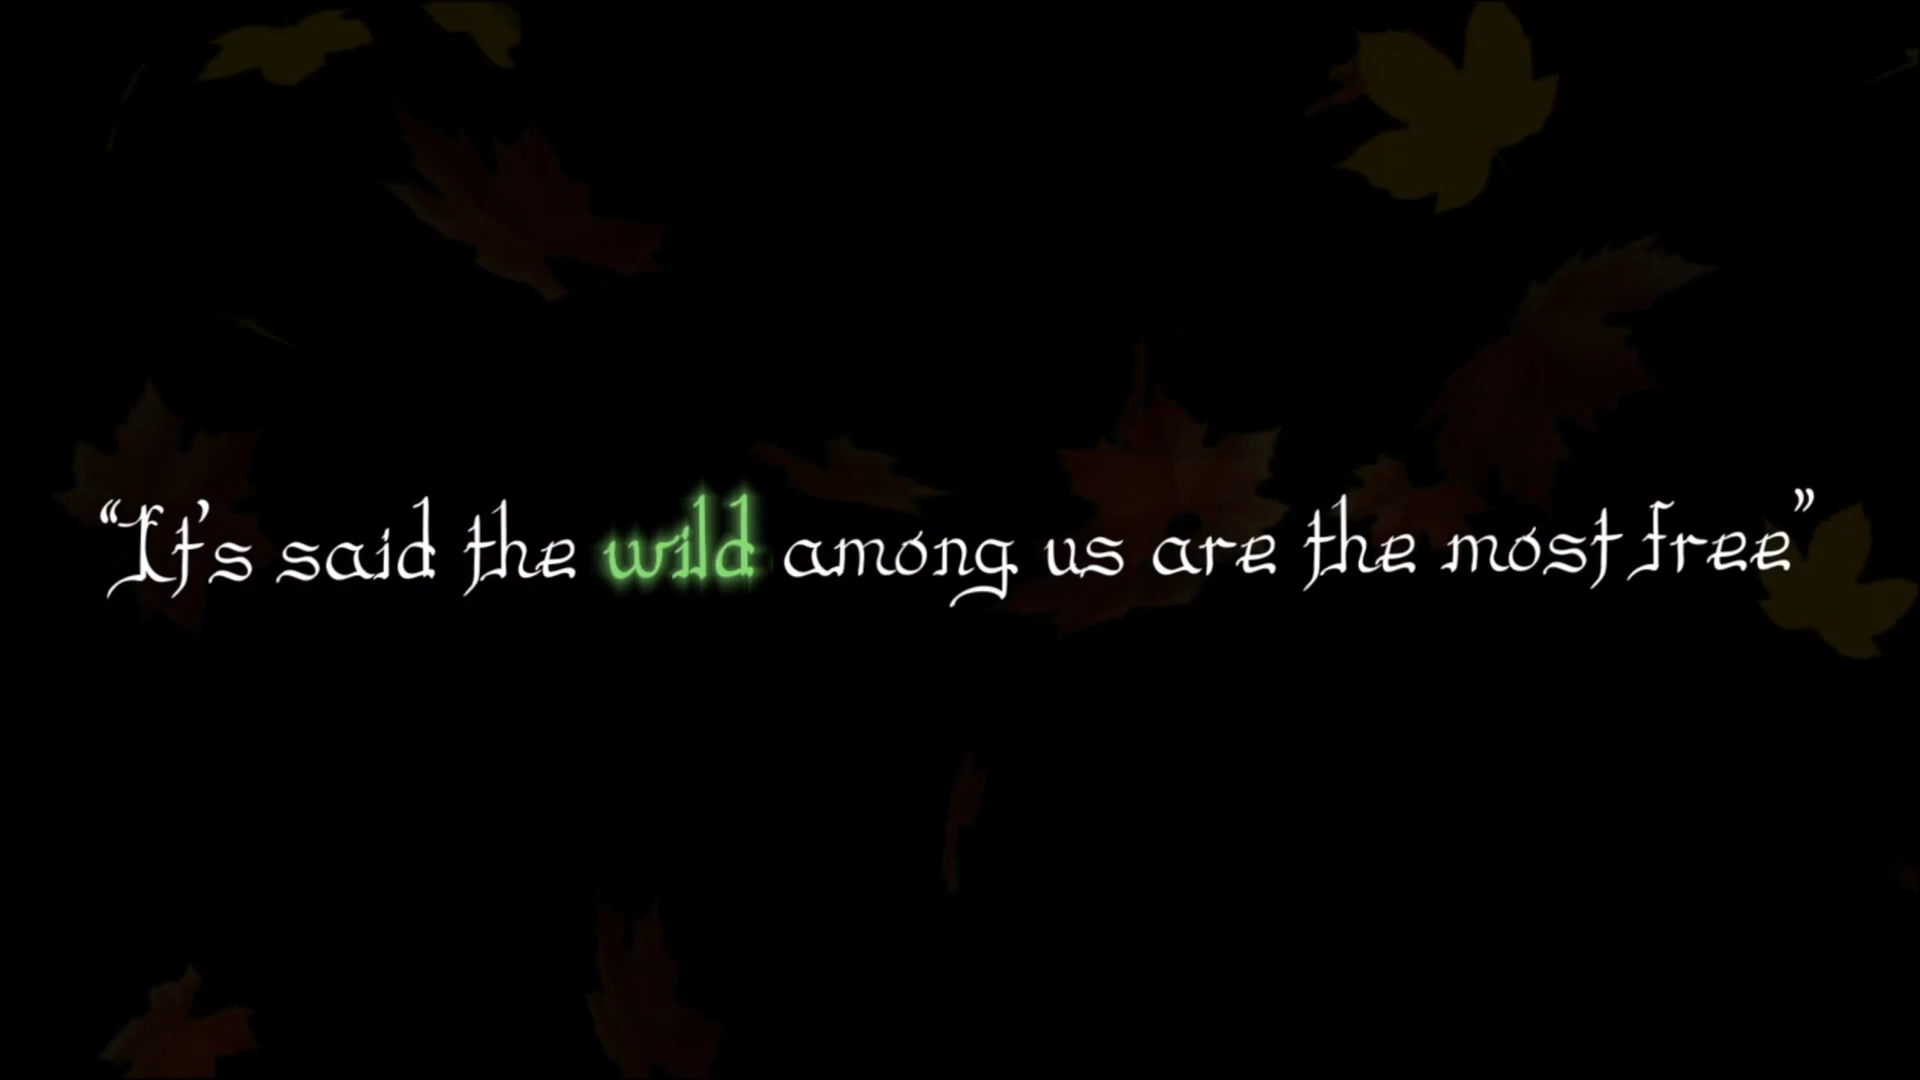 “It's said the wild among us are the most free”